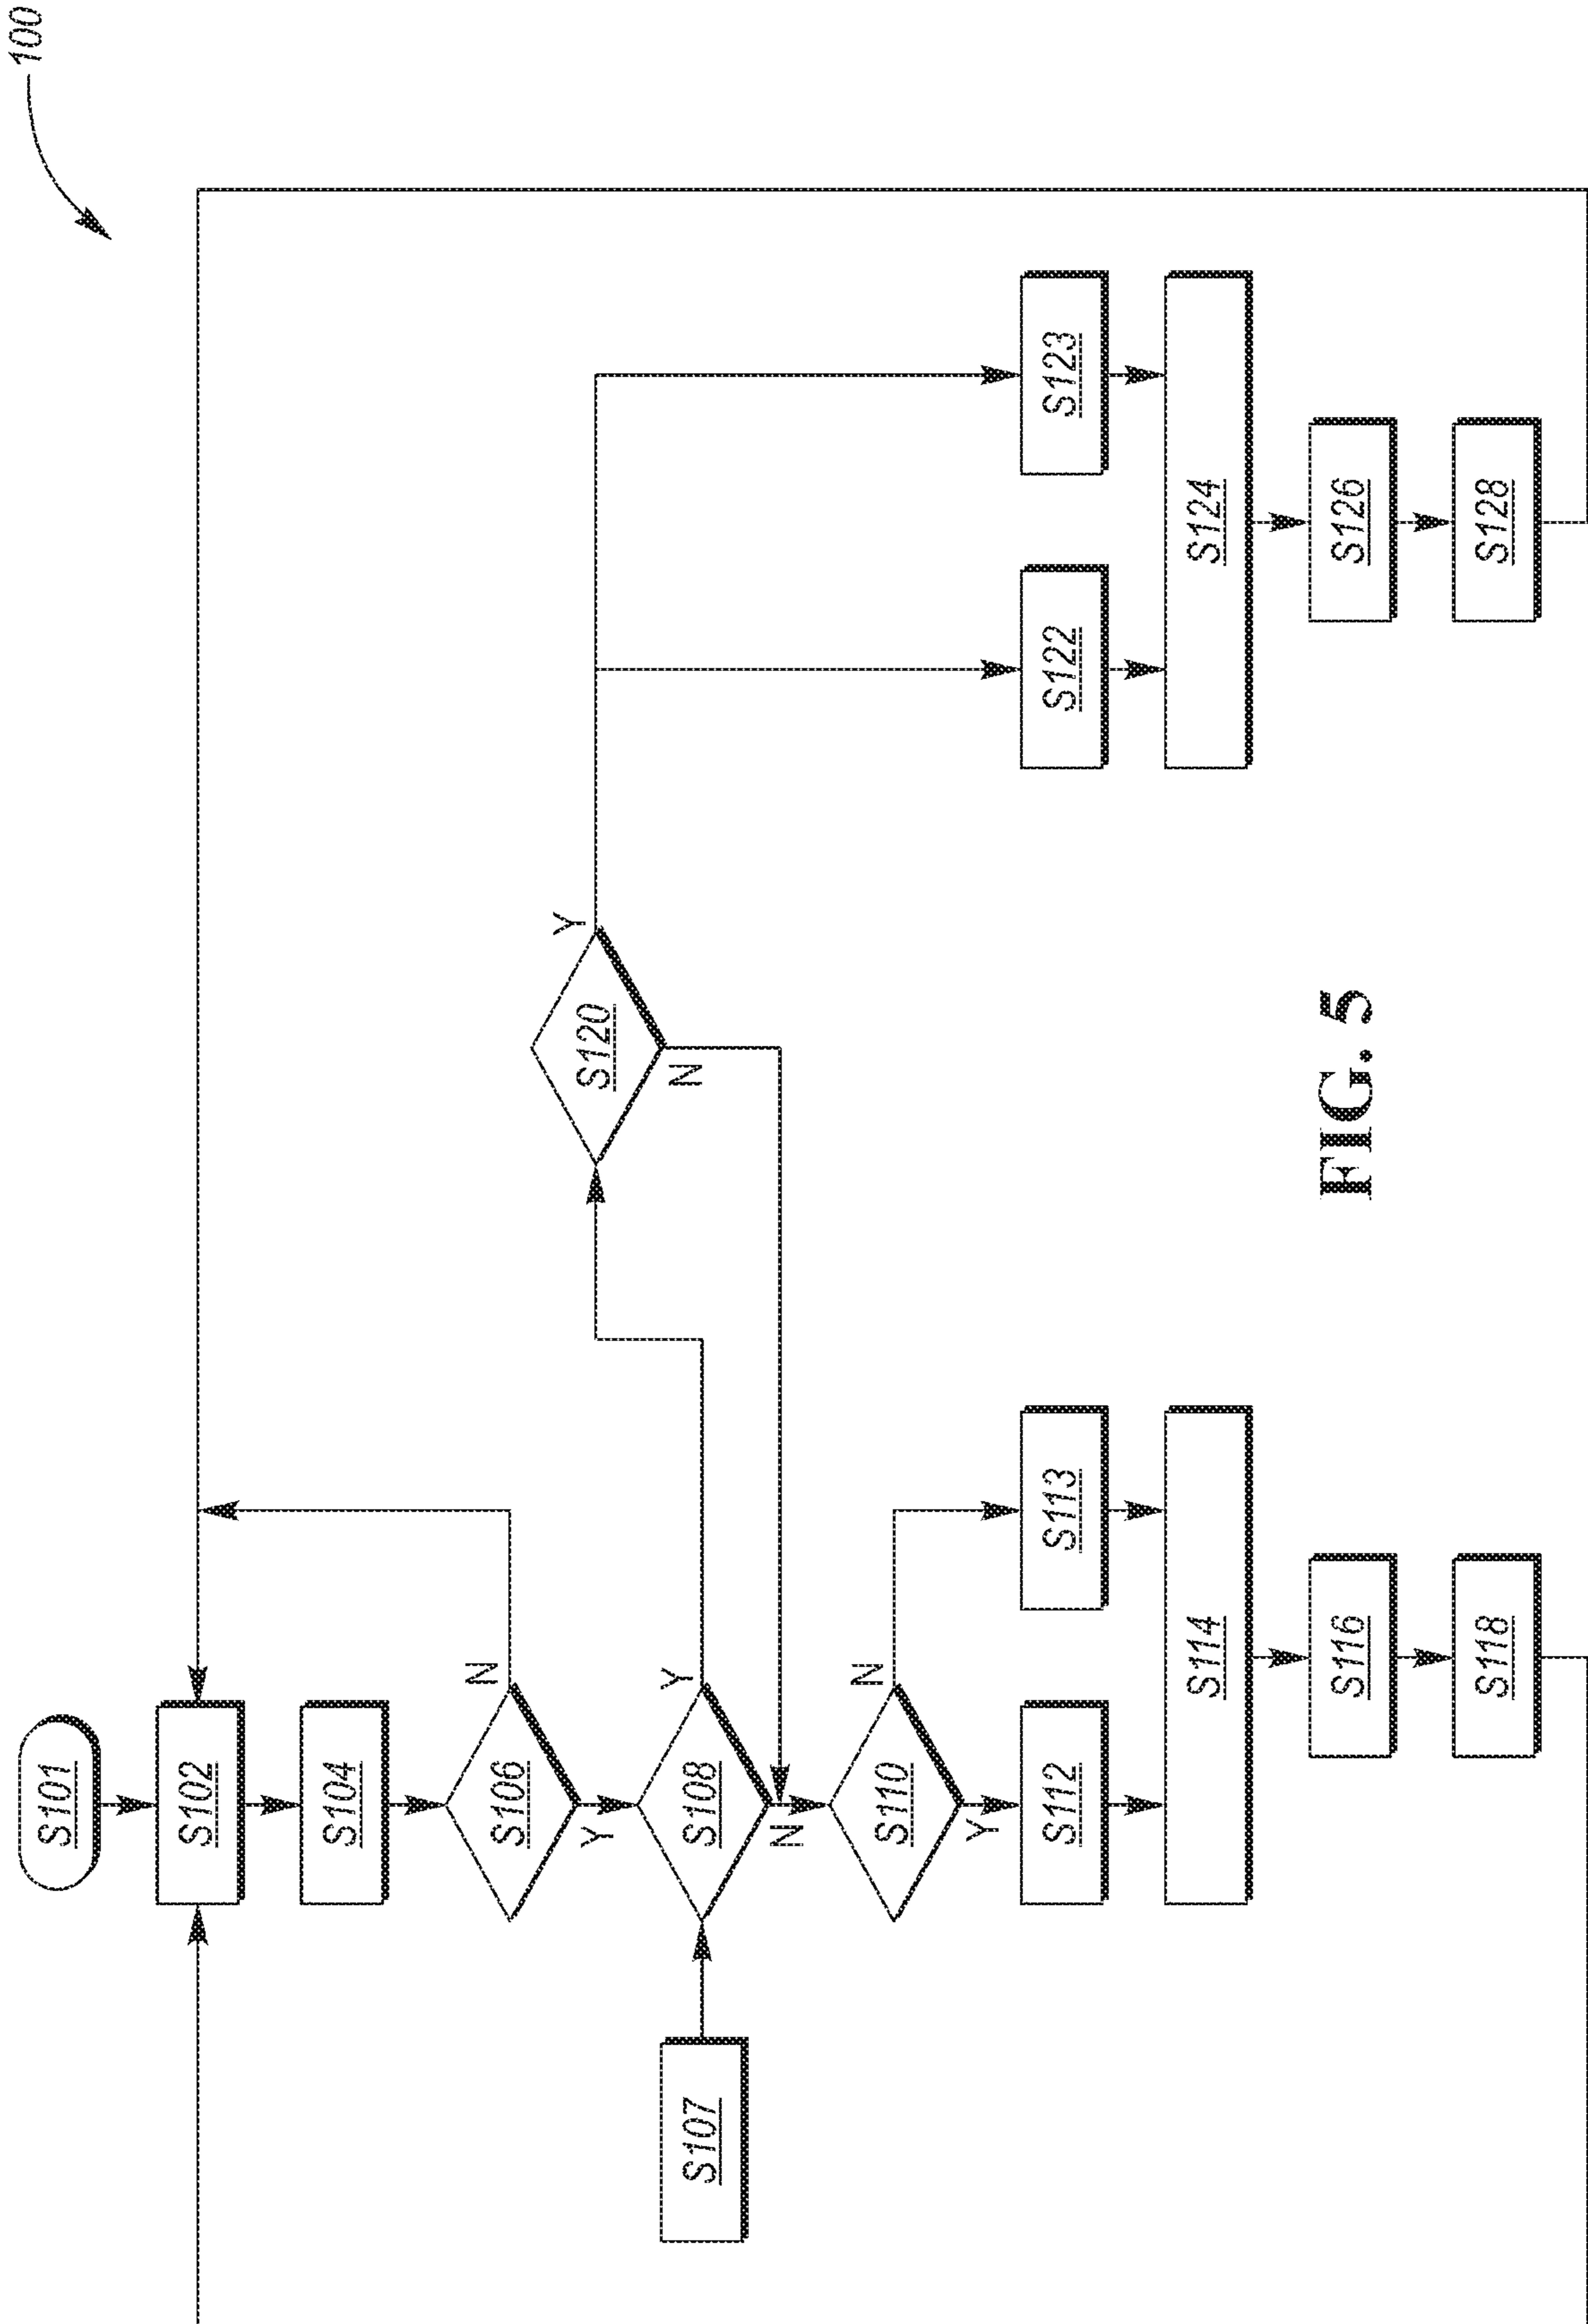 100
S101
S102
S104
S106
N
Y
S107
S108
Y
N
S120
Y
N
S110
N
Y
S112
S113
S122
S123
S114
S124
S116
S126
S118
S128
FIG. 5